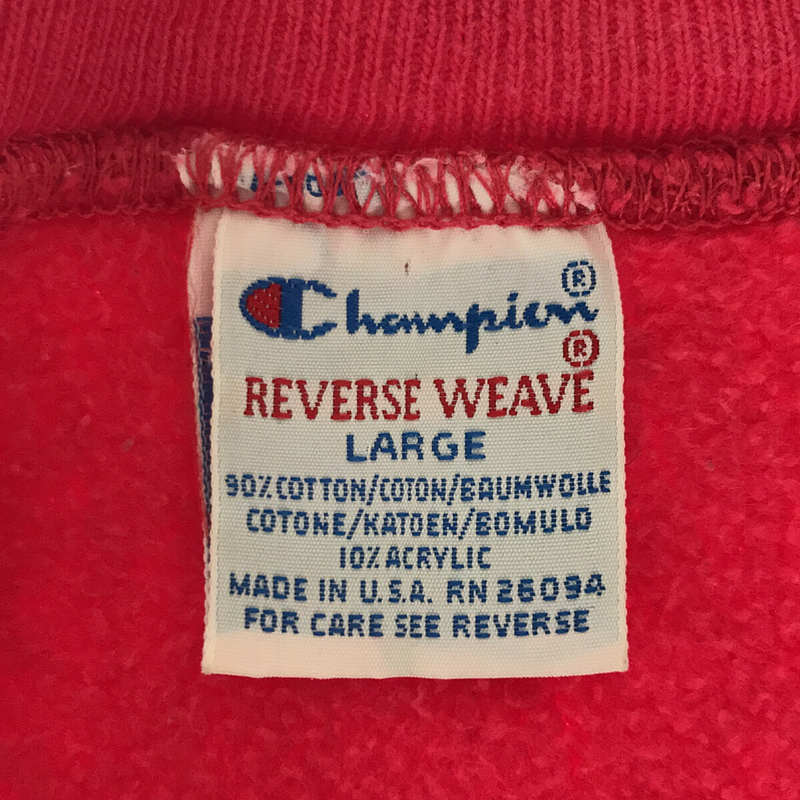 Champion®
REVERSE WEAVE®
LARGE
90% COTTON/COTON/BAUMWOLLE
COTONE/KATOEN/BOMULD
10% ACRYLIC
MADE IN U.S.A. RN 26094
FOR CARE SEE REVERSE